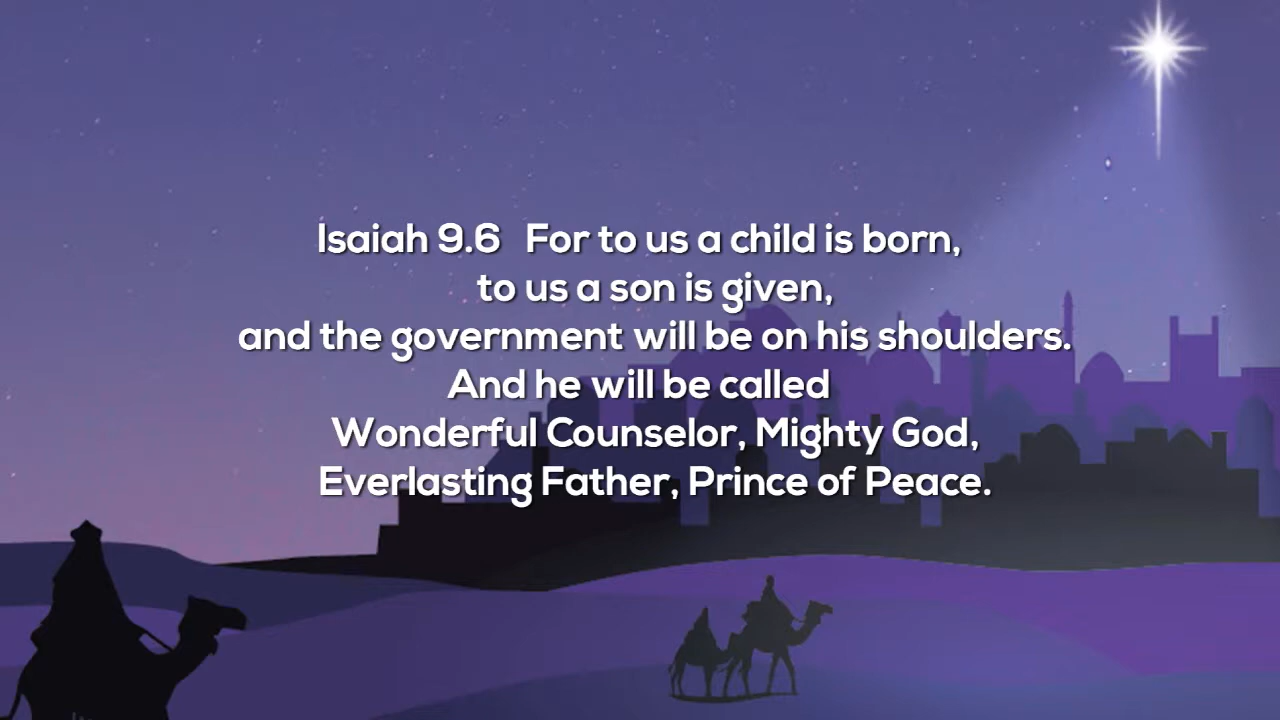 Isaiah 9.6 For to us a child is born,
to us a son is given,
and the government will be on his shoulders.
And he will be called
Wonderful Counselor, Mighty God,
Everlasting Father, Prince of Peace.